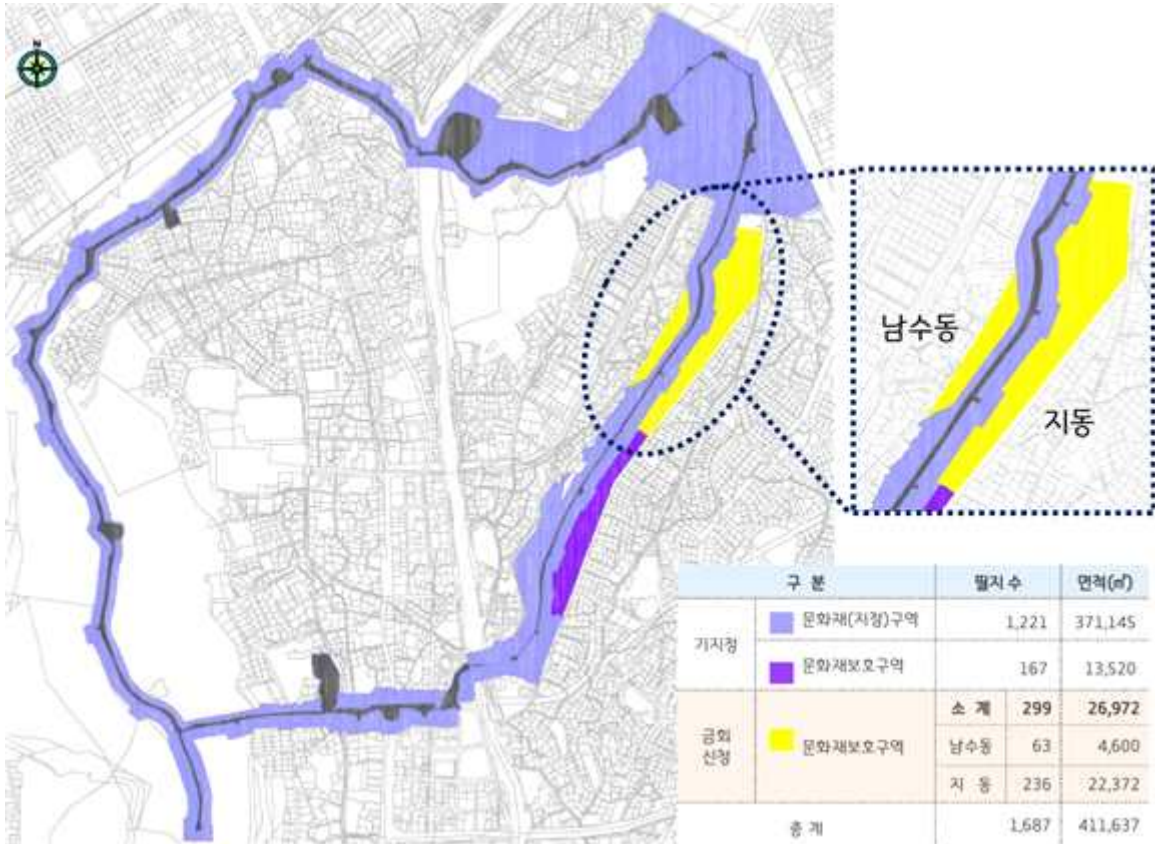 N
남수동
지동
구 분 필지 수 면적(㎡)
기지정 문화재(지정)구역 1,221 371,145
문화재보호구역 167 13,520
금회
신청 문화재보호구역 소 계 299 26,972
남수동 63 4,600
지 동 236 22,372
총 계 1,687 411,637